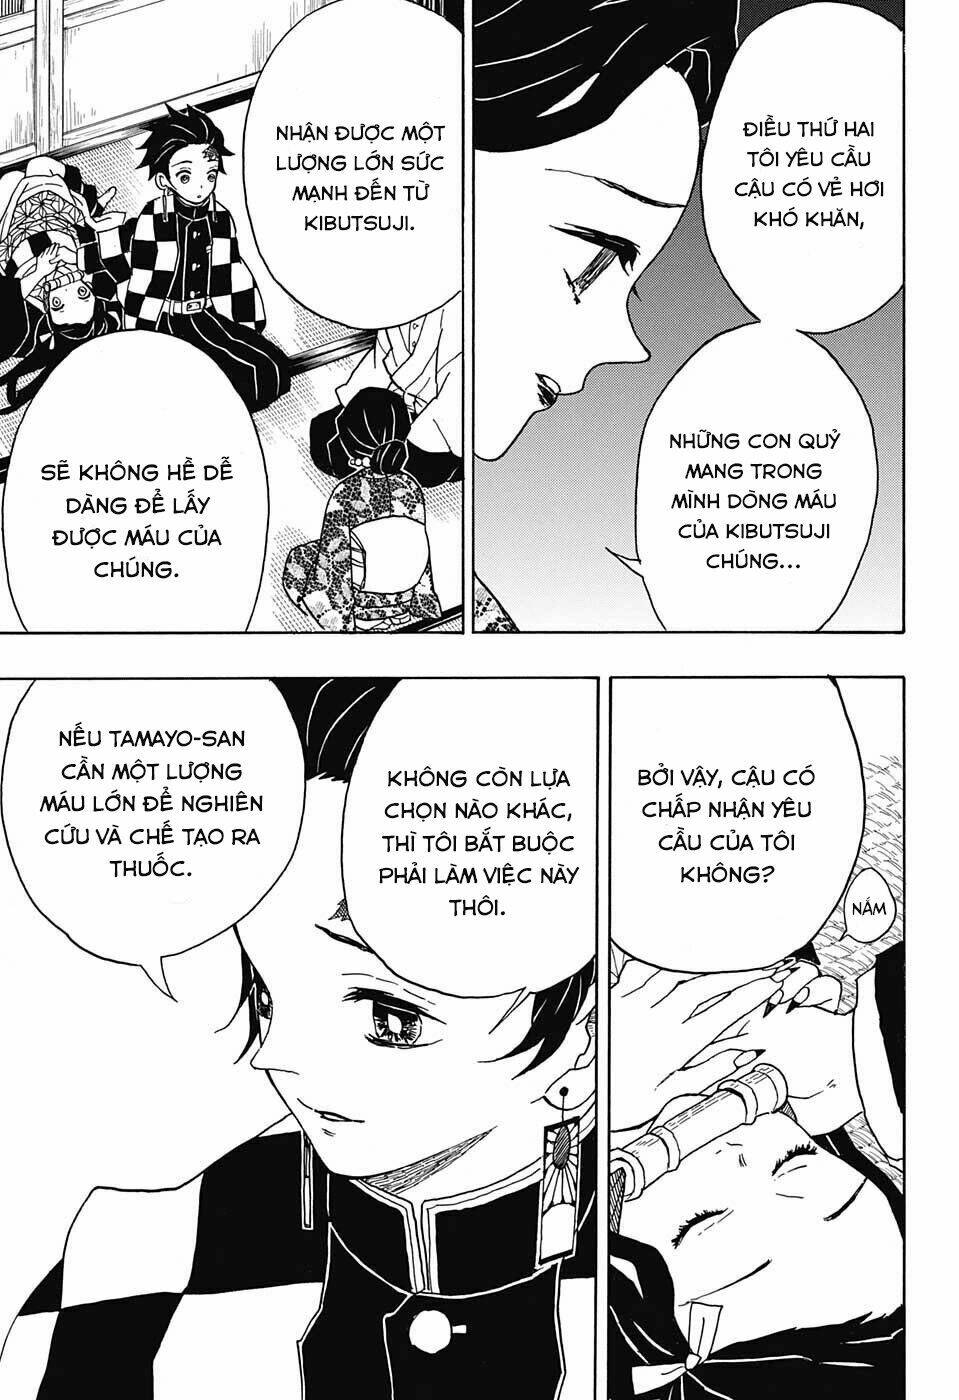 ĐIỀU THỨ HAI
TÔI YÊU CẦU
CẬU CÓ VẺ HƠI
KHÓ KHĂN,
NHỮNG CON QUỶ
MANG TRONG
MÌNH DÒNG MÁU
CỦA KIBUTSUJI
CHÚNG...
NHẬN ĐƯỢC MỘT
LƯỢNG LỚN SỨC
MẠNH ĐẾN TỪ
KIBUTSUJI.
SẼ KHÔNG HỀ DỄ
DÀNG ĐỂ LẤY
ĐƯỢC MÁU CỦA
CHÚNG.
BỞI VẬY, CẬU CÓ
CHẤP NHẬN YÊU
CẦU CỦA TÔI
KHÔNG?
NẮM
KHÔNG CÒN LỰA
CHỌN NÀO KHÁC,
THÌ TÔI BẮT BUỘC
PHẢI LÀM VIỆC NÀY
THÔI.
NẾU TAMAYO-SAN
CẦN MỘT LƯỢNG
MÁU LỚN ĐỂ NGHIÊN
CỨU VÀ CHẾ TẠO RA
THUỐC.